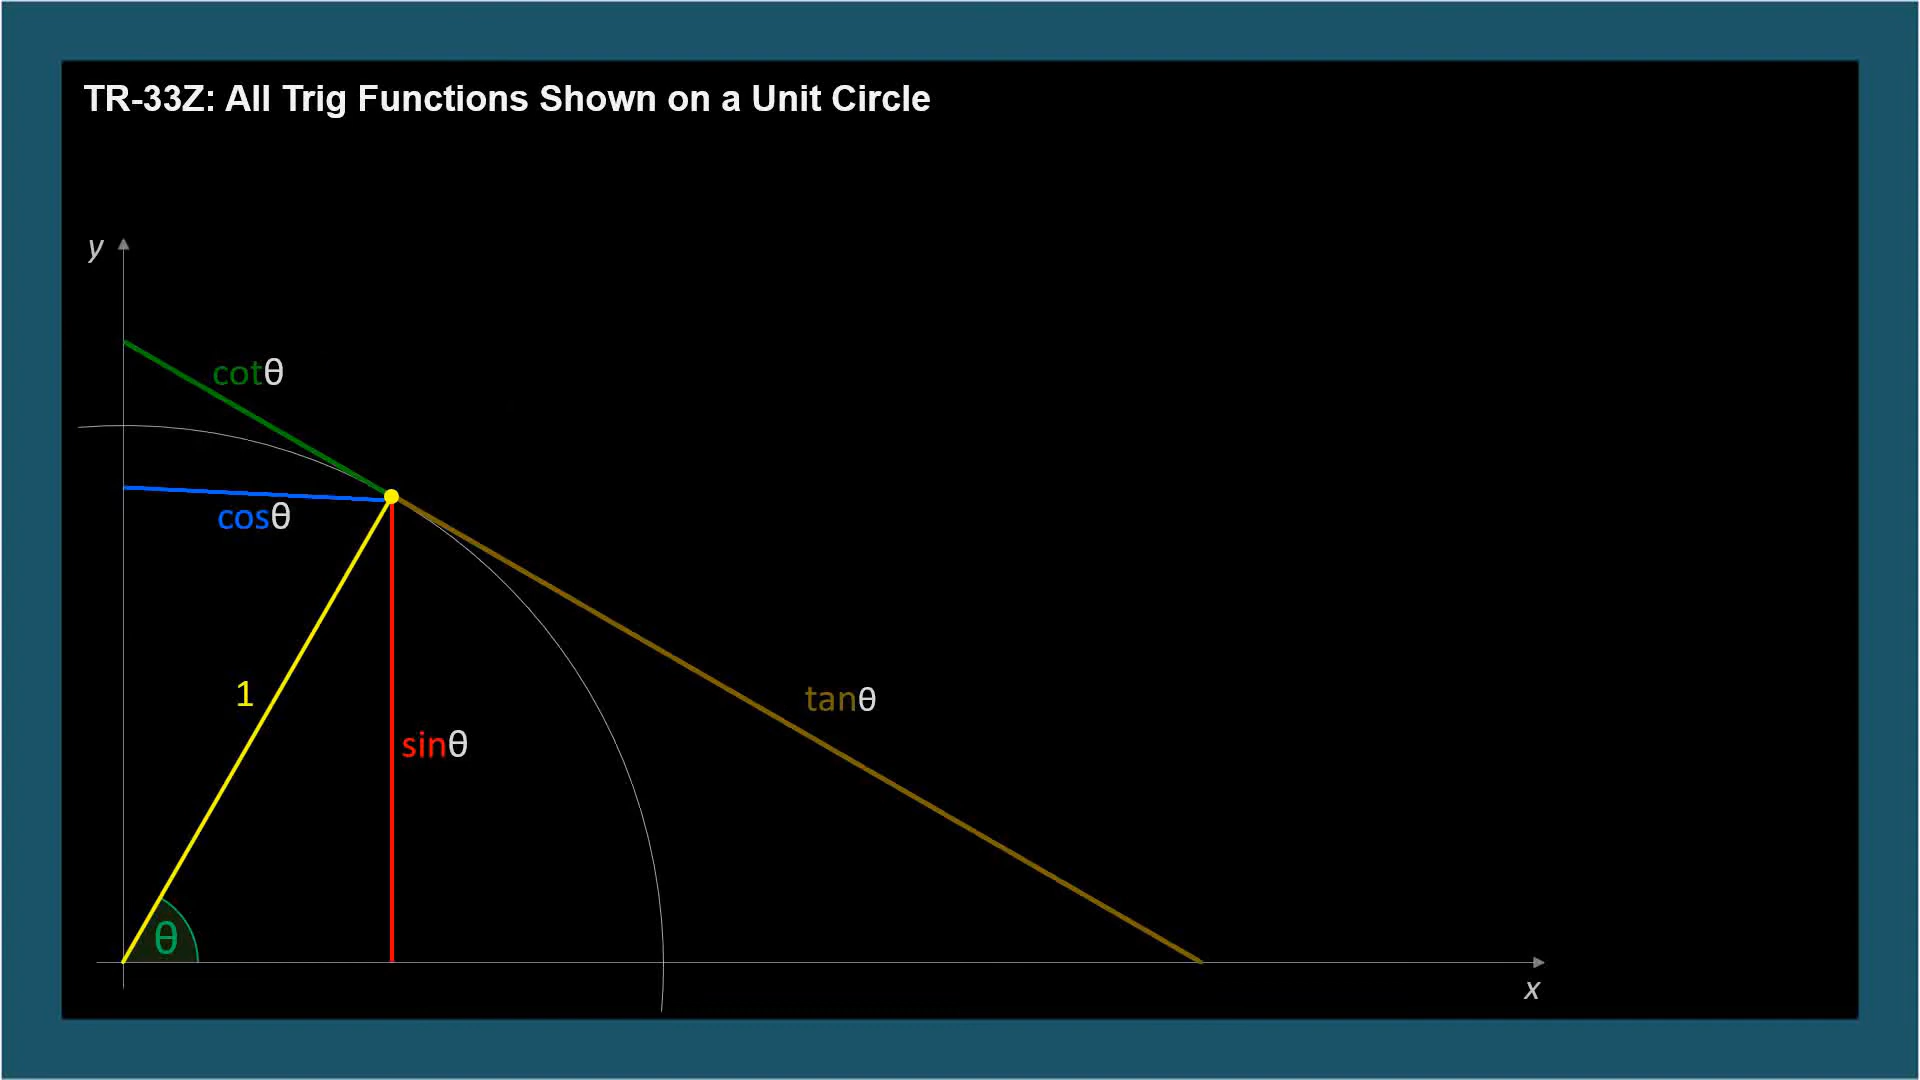 TR-33Z: All Trig Functions Shown on a Unit Circle
y
cotθ
cosθ
1
tanθ
sinθ
θ
x